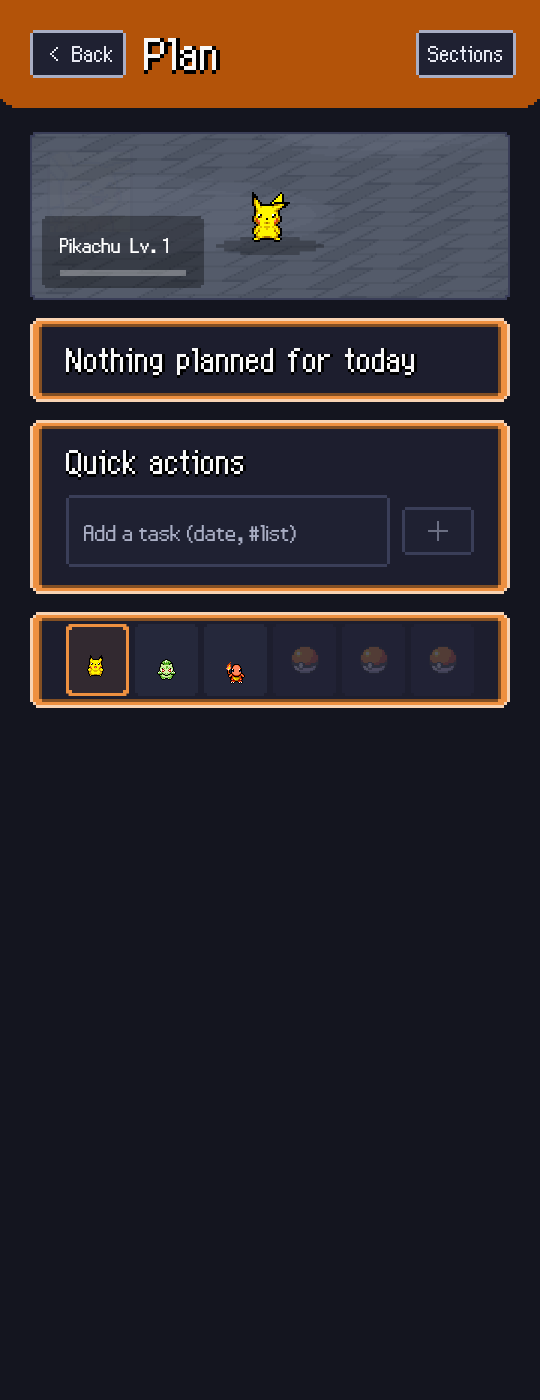 Back
Plan
Sections
Pikachu Lv. 1
Nothing planned for today
Quick actions
Add a task (date, #list)